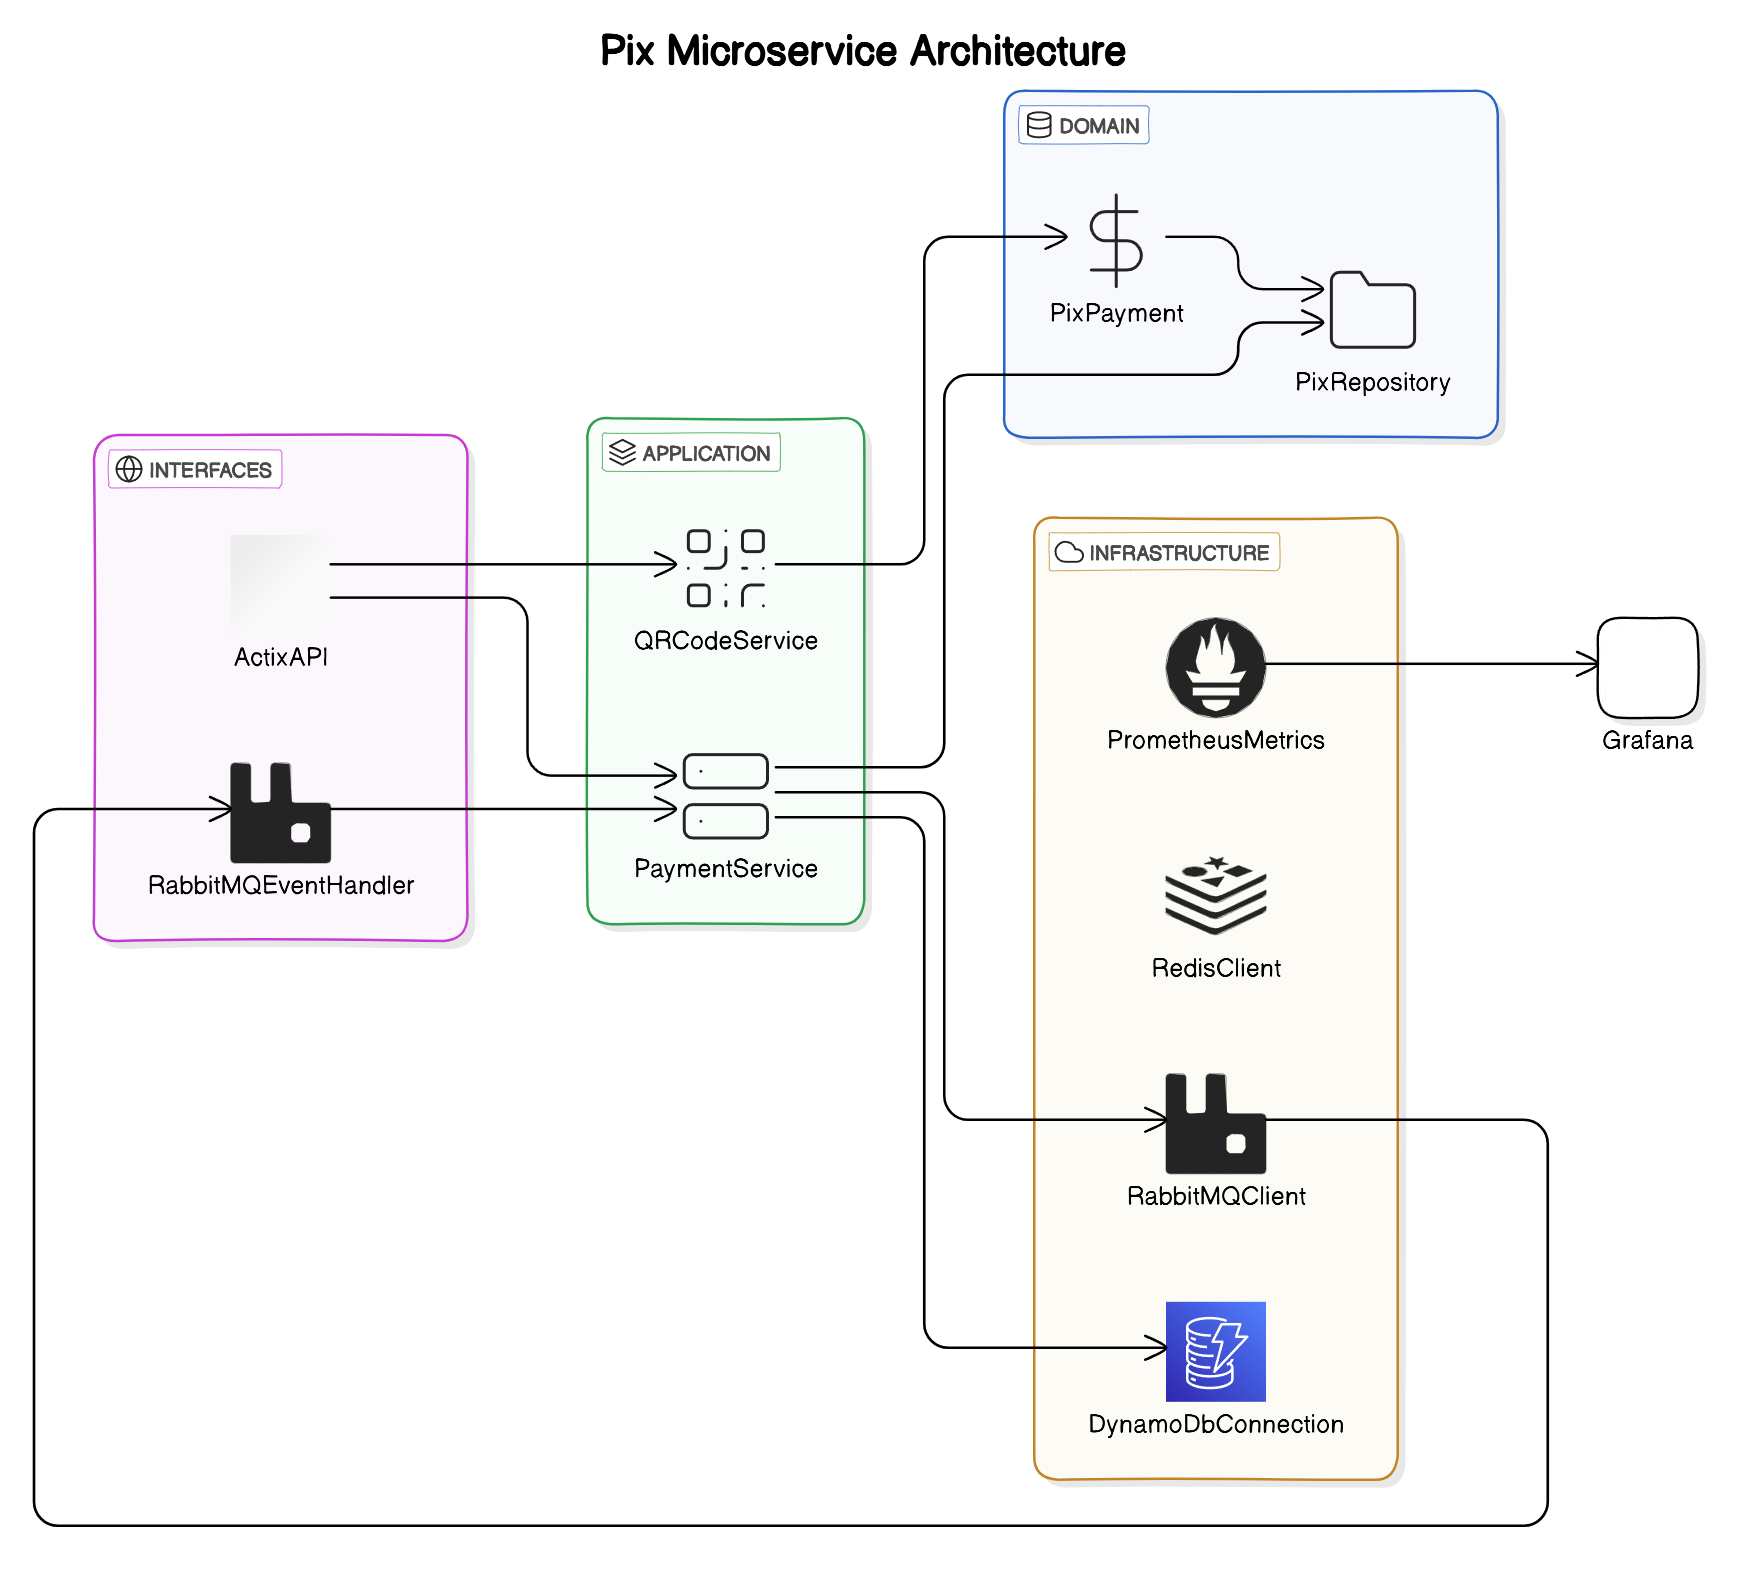 Pix Microservice Architecture
DOMAIN
PixPayment
PixRepository
INTERFACES
ActixAPI
RabbitMQEventHandler
APPLICATION
QRCodeService
PaymentService
INFRASTRUCTURE
PrometheusMetrics
RedisClient
RabbitMQClient
DynamoDbConnection
Grafana